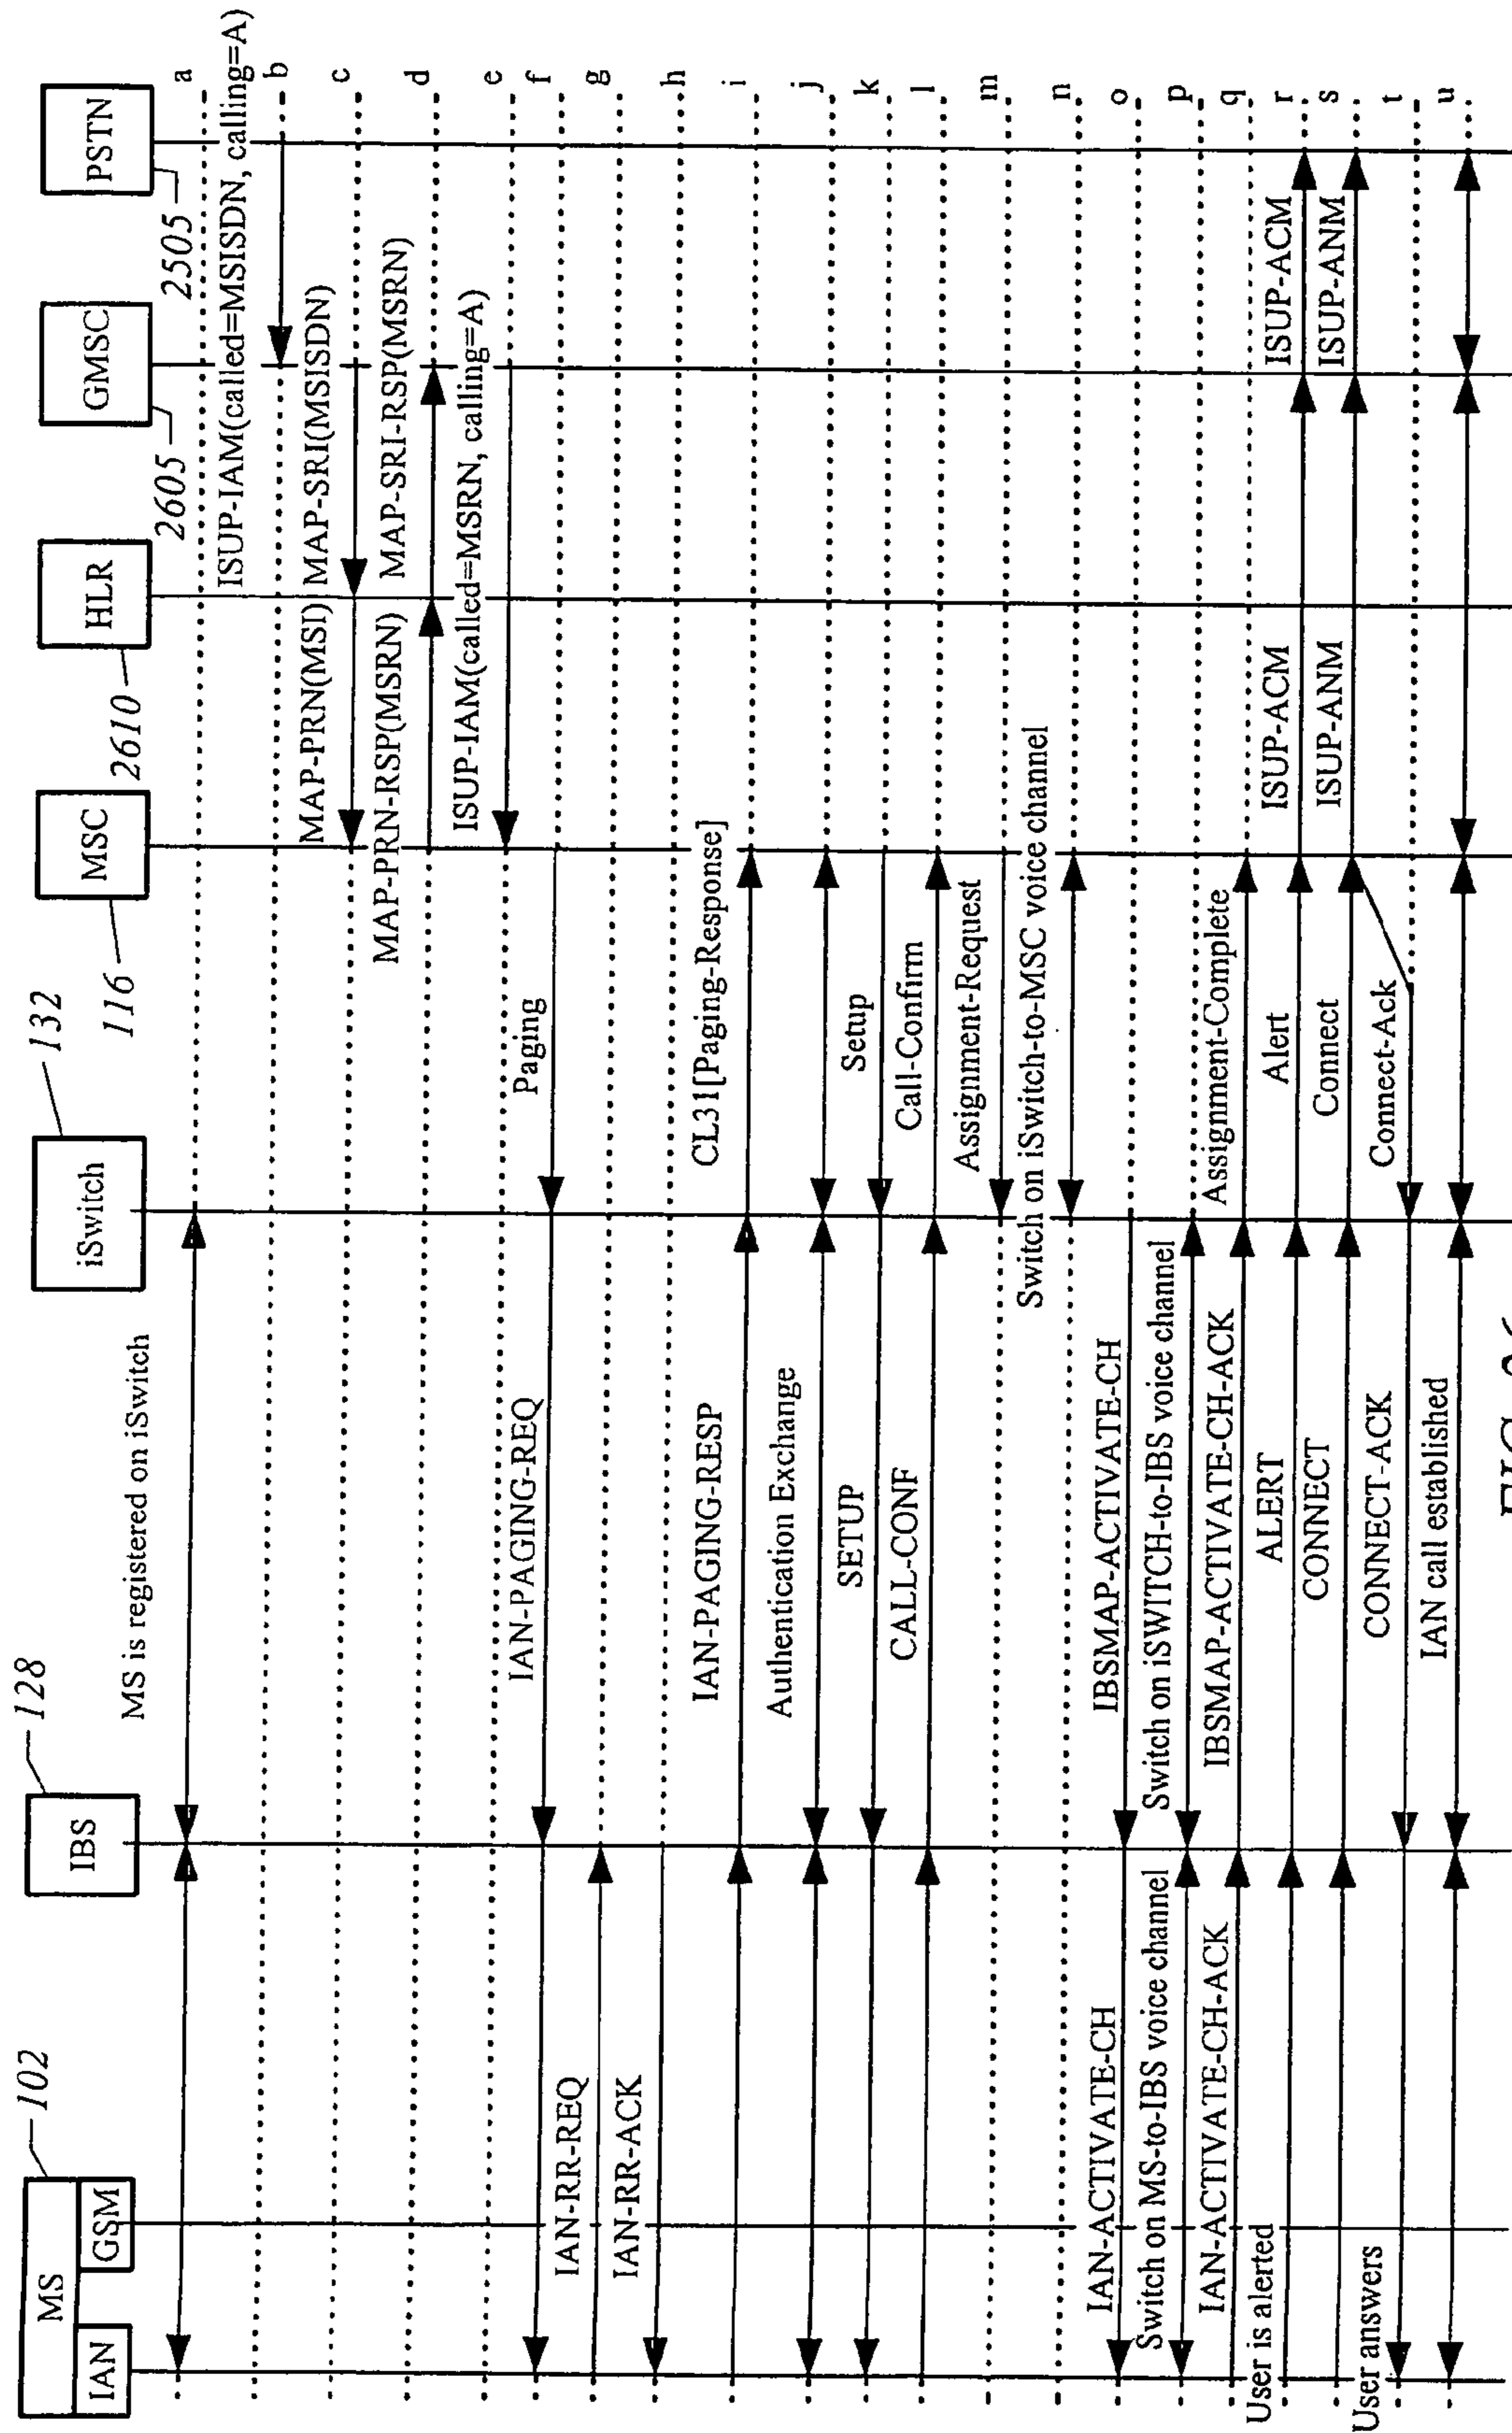 MS
IAN
GSM
102
IBS
128
iSwitch
132
MSC
116
HLR
2610
GMSC
2605
PSTN
2505
MS is registered on iSwitch
a
ISUP-IAM(called=MSISDN, calling=A)
b
MAP-PRN(MSI)
MAP-SRI(MSISDN)
c
MAP-PRN-RSP(MSRN)
MAP-SRI-RSP(MSRN)
d
ISUP-IAM(called=MSRN, calling=A)
e
IAN-PAGING-REQ
Paging
f
IAN-RR-REQ
g
IAN-RR-ACK
h
IAN-PAGING-RESP
CL31[Paging-Response]
i
Authentication Exchange
j
SETUP
Setup
k
CALL-CONF
Call-Confirm
l
Assignment-Request
m
Switch on iSwitch-to-MSC voice channel
n
IAN-ACTIVATE-CH
IBSMAP-ACTIVATE-CH
o
Switch on MS-to-IBS voice channel
Switch on iSWITCH-to-IBS voice channel
p
IAN-ACTIVATE-CH-ACK
IBSMAP-ACTIVATE-CH-ACK
Assignment-Complete
q
User is alerted
ALERT
Alert
ISUP-ACM
ISUP-ACM
r
CONNECT
Connect
ISUP-ANM
ISUP-ANM
s
User answers
CONNECT-ACK
Connect-Ack
t
IAN call established
u